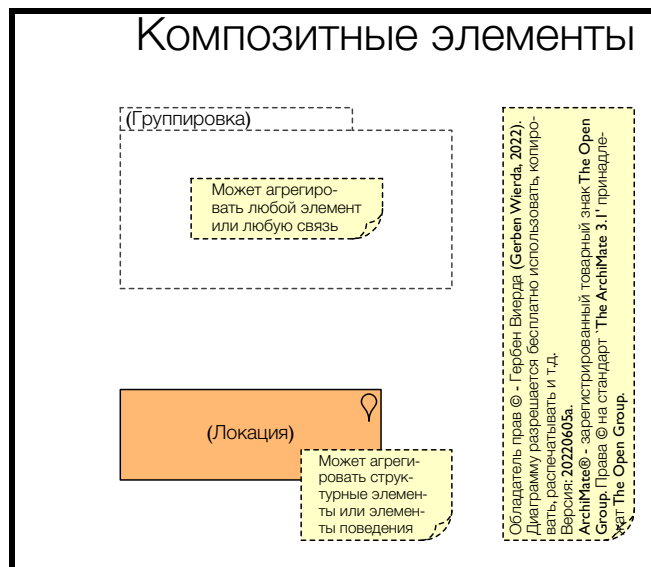 Композитные элементы
(Группировка)
Может агрегиро-
вать любой элемент
или любую связь
(Локация)
Может агреги-
ровать струк-
турные элемен-
ты или элемен-
ты поведения
Обладатель прав © - Гербен Виерда (Gerben Wierda, 2022).
Диаграмму разрешается бесплатно использовать, копиро-
вать, распечатывать и т.д.
Версия: 20220605a.
ArchiMate® - зарегистрированный товарный знак The Open
Group. Права © на стандарт `The ArchiMate 3.1' принадле-
жат The Open Group.